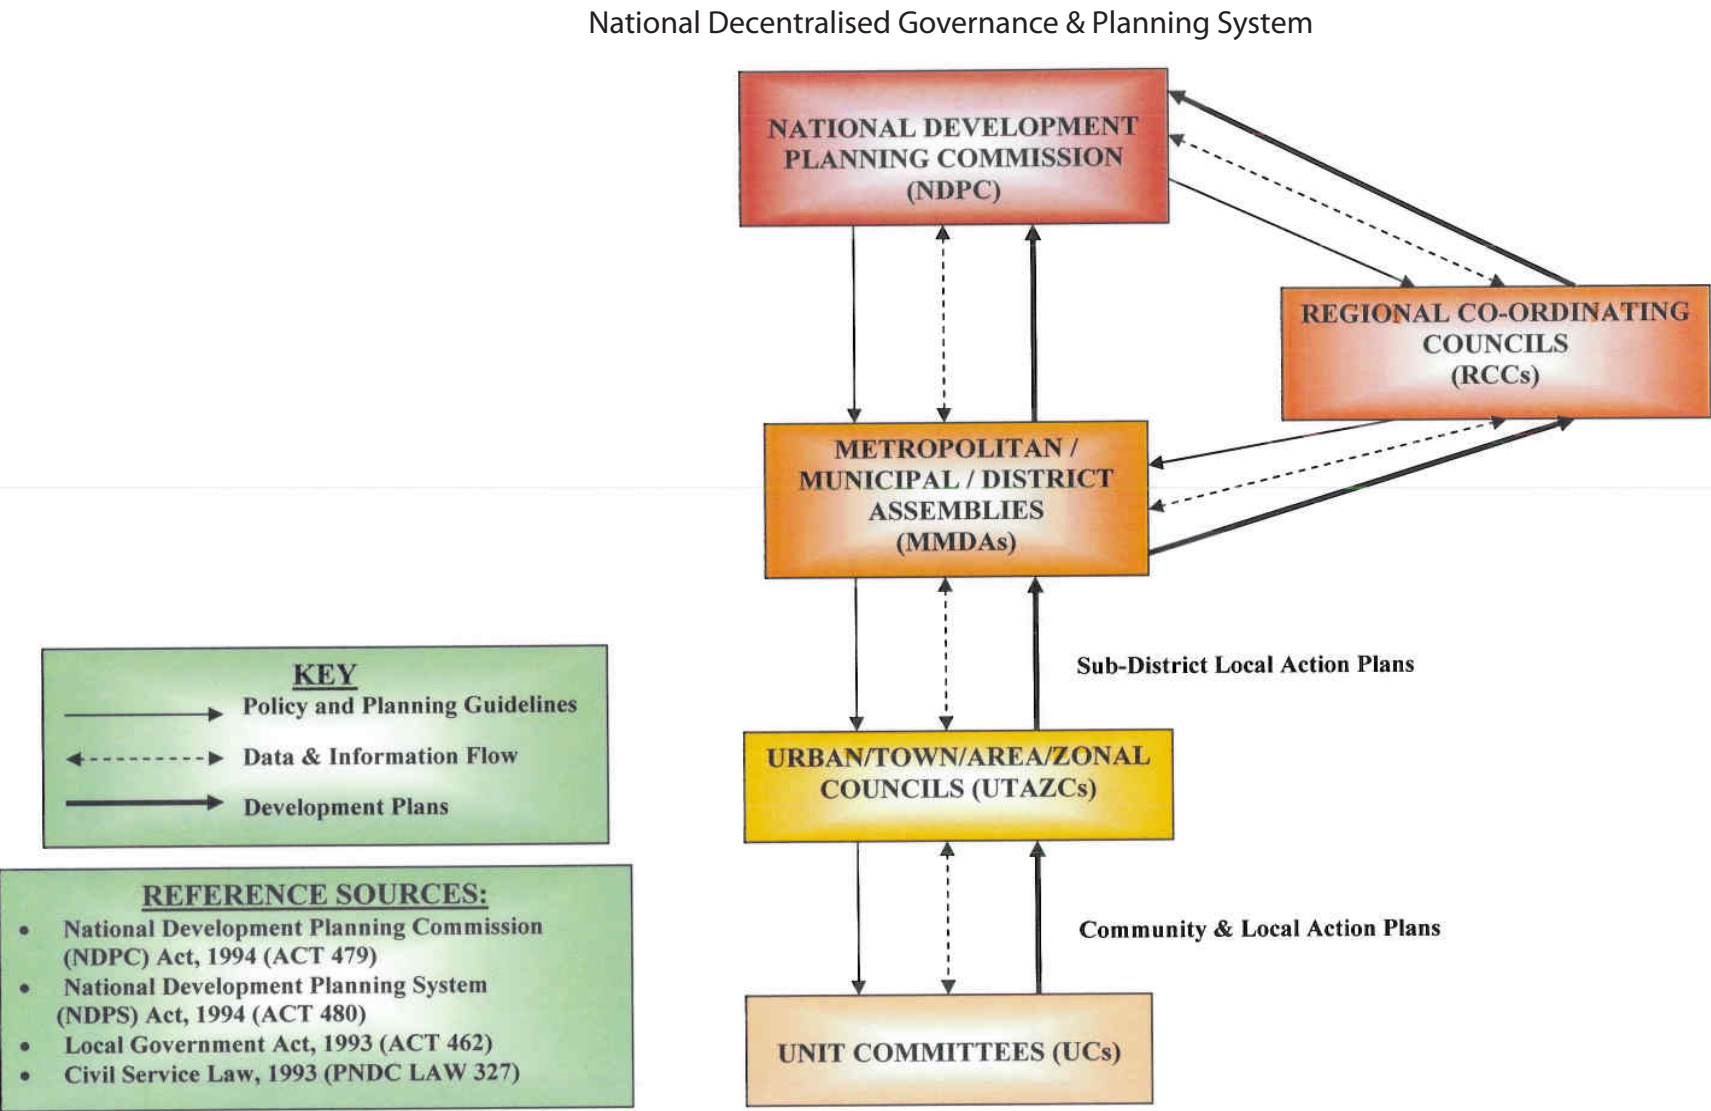 National Decentralised Governance & Planning System
NATIONAL DEVELOPMENT
PLANNING COMMISSION
(NDPC)
REGIONAL CO-ORDINATING
COUNCILS
(RCCs)
METROPOLITAN /
MUNICIPAL / DISTRICT
ASSEMBLIES
(MMDAs)
Sub-District Local Action Plans
URBAN/TOWN/AREA/ZONAL
COUNCILS (UTAZCs)
Community & Local Action Plans
UNIT COMMITTEES (UCs)
KEY
Policy and Planning Guidelines
Data & Information Flow
Development Plans
REFERENCE SOURCES:
• National Development Planning Commission
(NDPC) Act, 1994 (ACT 479)
• National Development Planning System
(NDPS) Act, 1994 (ACT 480)
• Local Government Act, 1993 (ACT 462)
• Civil Service Law, 1993 (PNDC LAW 327)